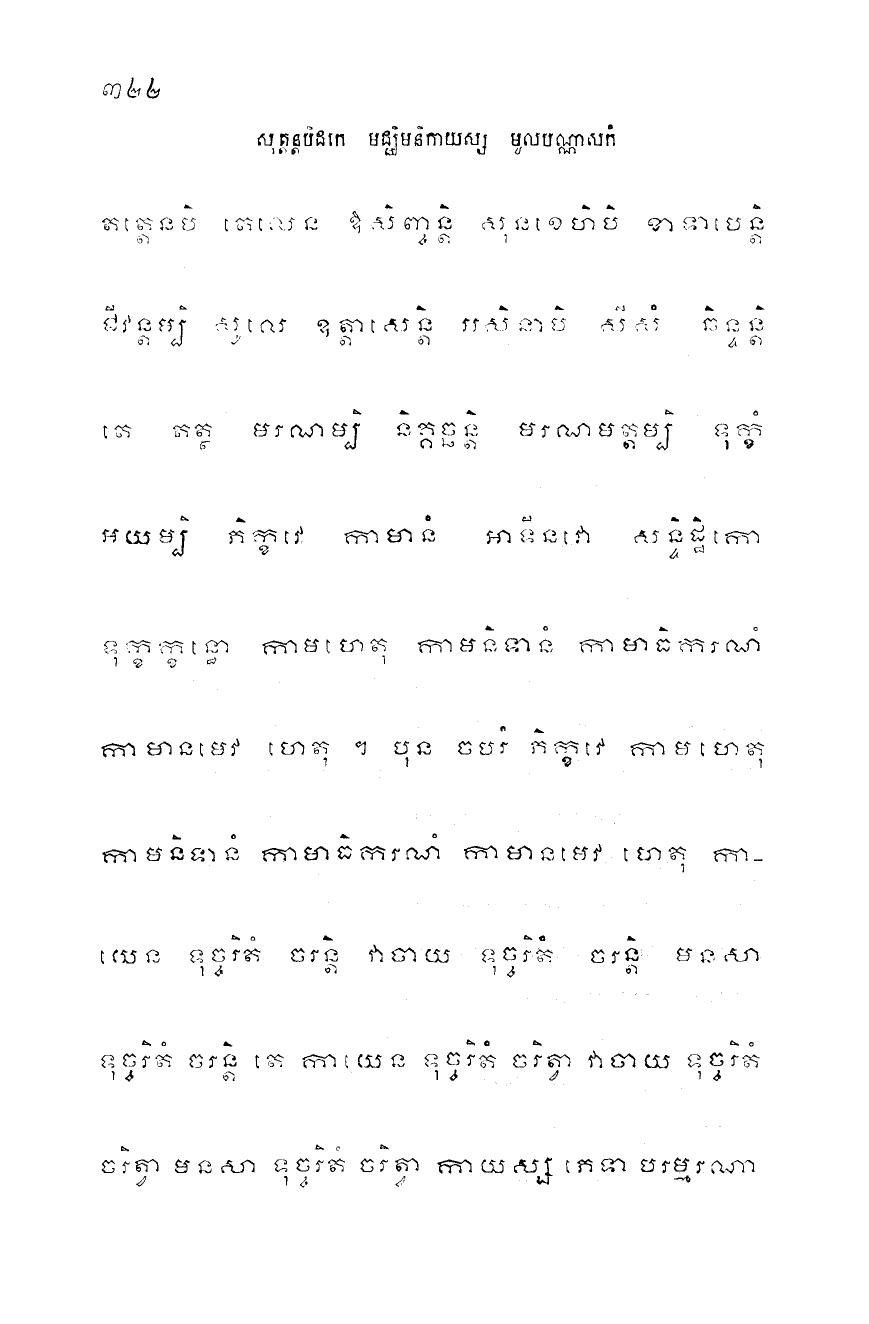 ៣៤៤
សុត្តន្តបិដកេ មជ្ឈិមនិកាយស្ស មូលបណ្ណាសកំ
តត្តេនបិ តេលេន ឱសិញ្ចន្តិ សុនខេហិបិ ខាទាបេន្តិ
ជីវន្តម្បិ សូលេ ឧត្តាសេន្តិ អសិនាបិ សីសំ ឆិន្ទន្តិ
តេ តត្ថ មរណម្បិ និគ្គច្ឆន្តិ មរណមត្តម្បិ ទុក្ខំ
អយម្បិ ភិក្ខវេ កាមានំ អាទីនវោ សន្ទិដ្ឋិកោ
ទុក្ខក្ខន្ធោ កាមហេតុ កាមនិទានំ កាមាធិករណំ
កាមានមេវ ហេតុ ។ បុន ចបរំ ភិក្ខវេ កាមហេតុ
កាមនិទានំ កាមាធិករណំ កាមានមេវ ហេតុ កា-
យេន ទុច្ចរិតំ ចរន្តិ វាចាយ ទុច្ចរិតំ ចរន្តិ មនសា
ទុច្ចរិតំ ចរន្តិ តេ កាយេន ទុច្ចរិតំ ចរិត្វា វាចាយ ទុច្ចរិតំ
ចរិត្វា មនសា ទុច្ចរិតំ ចរិត្វា កាយស្ស ភេទា បរម្មរណា